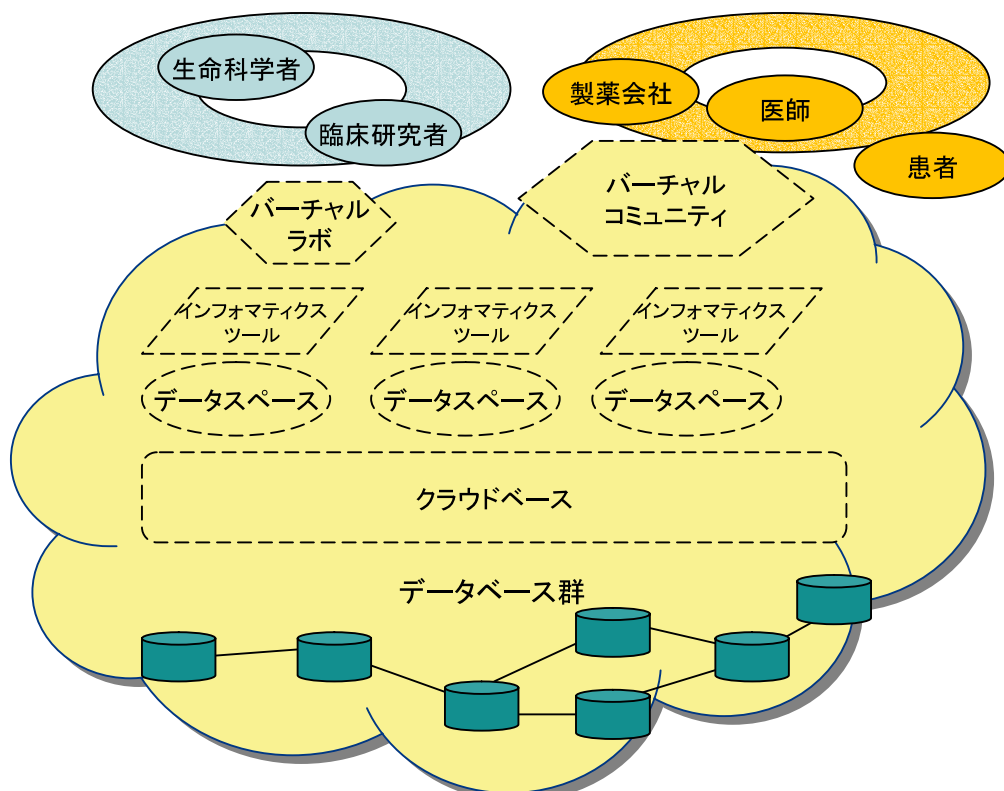 生命科学者
臨床研究者
製薬会社
医師
患者
バーチャル
ラボ
バーチャル
コミュニティ
インフォマティクス
ツール
インフォマティクス
ツール
インフォマティクス
ツール
データスペース
データスペース
データスペース
クラウドベース
データベース群